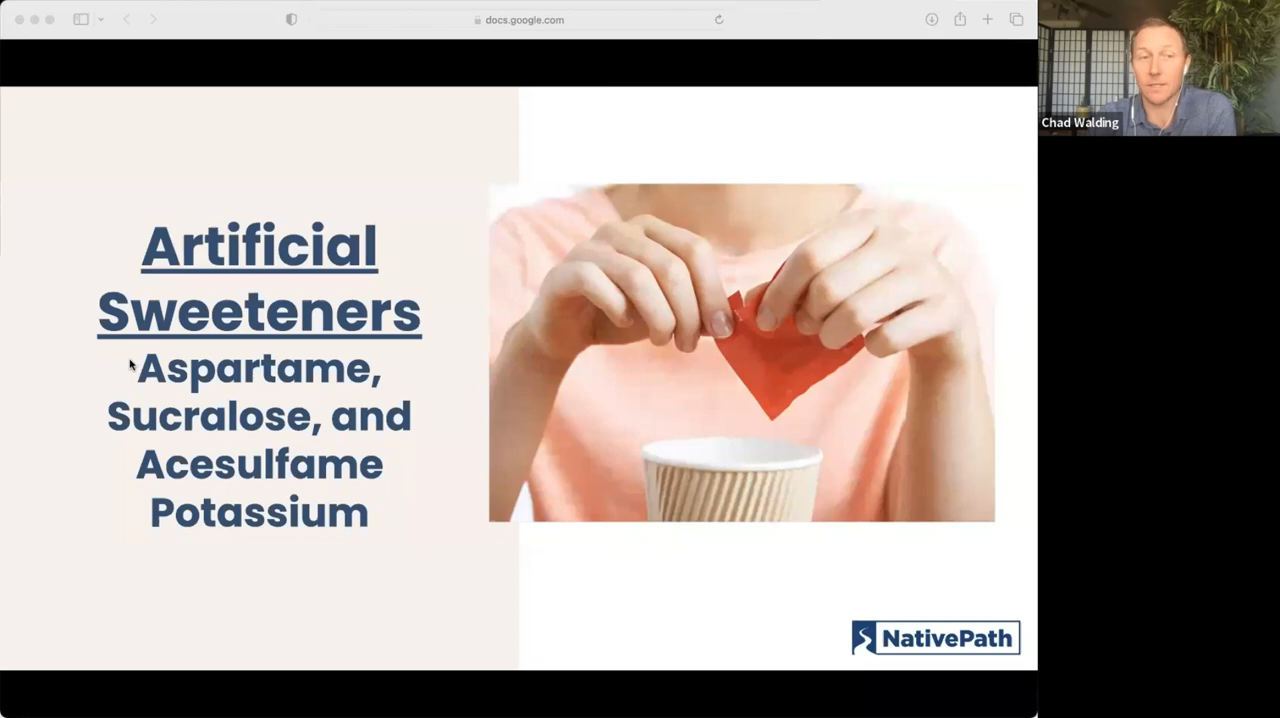 docs.google.com
Chad Walding
Artificial
Sweeteners
Aspartame,
Sucralose, and
Acesulfame
Potassium
NativePath